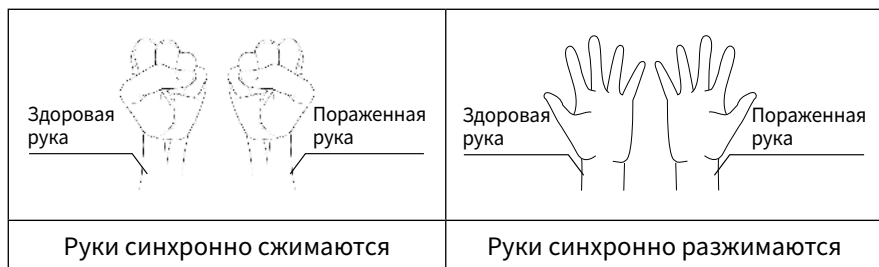 Здоровая
рука
Пораженная
рука
Здоровая
рука
Пораженная
рука
Руки синхронно сжимаются
Руки синхронно разжимаются